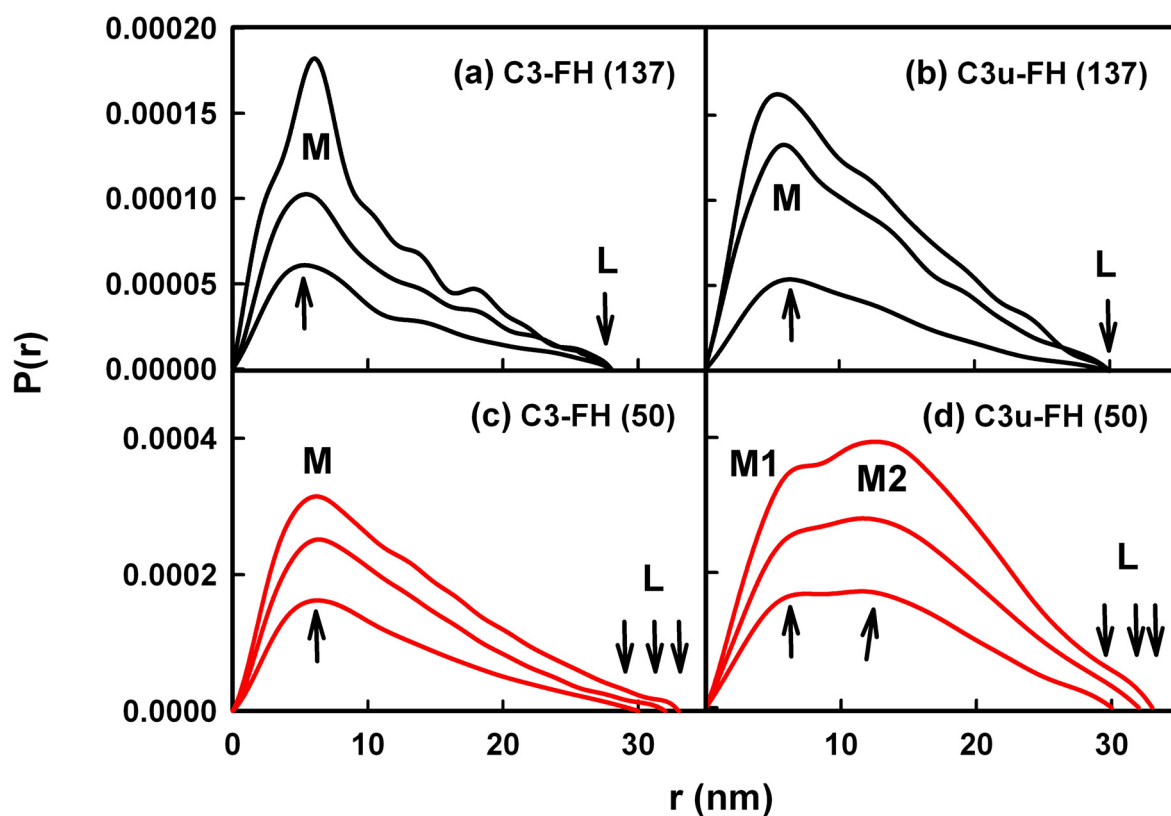 0.00020
0.00015
0.00010
0.00005
0.00000
(a) C3-FH (137)
M
L
(b) C3u-FH (137)
M
L
P(r)
0.0004
0.0002
0.0000
(c) C3-FH (50)
M
L
(d) C3u-FH (50)
M1
M2
L
0 10 20 30
10 20 30
r (nm)